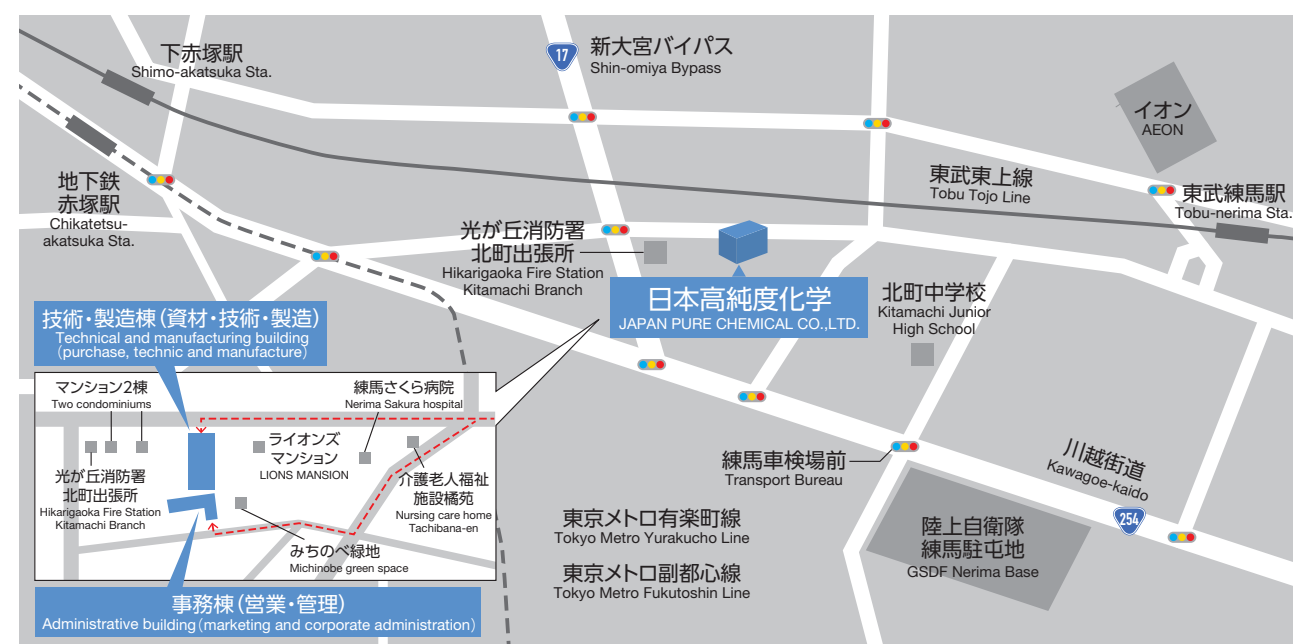 下赤塚駅
Shimo-akatsuka Sta.
17
新大宮バイパス
Shin-omiya Bypass
イオン
AEON
地下鉄
赤塚駅
Chikatetsu-
akatsuka Sta.
東武東上線
Tobu Tojo Line
東武練馬駅
Tobu-nerima Sta.
光が丘消防署
北町出張所
Hikarigaoka Fire Station
Kitamachi Branch
日本高純度化学
JAPAN PURE CHEMICAL CO.,LTD.
北町中学校
Kitamachi Junior
High School
技術・製造棟(資材・技術・製造)
Technical and manufacturing building
(purchase, technic and manufacture)
マンション2棟
Two condominiums
練馬さくら病院
Nerima Sakura hospital
ライオンズ
マンション
LIONS MANSION
光が丘消防署
北町出張所
Hikarigaoka Fire Station
Kitamachi Branch
介護老人福祉
施設橘苑
Nursing care home
Tachibana-en
みちのべ緑地
Michinobe green space
事務棟(営業・管理)
Administrative building(marketing and corporate administration)
練馬車検場前
Transport Bureau
川越街道
Kawagoe-kaido
254
東京メトロ有楽町線
Tokyo Metro Yurakucho Line
東京メトロ副都心線
Tokyo Metro Fukutoshin Line
陸上自衛隊
練馬駐屯地
GSDF Nerima Base